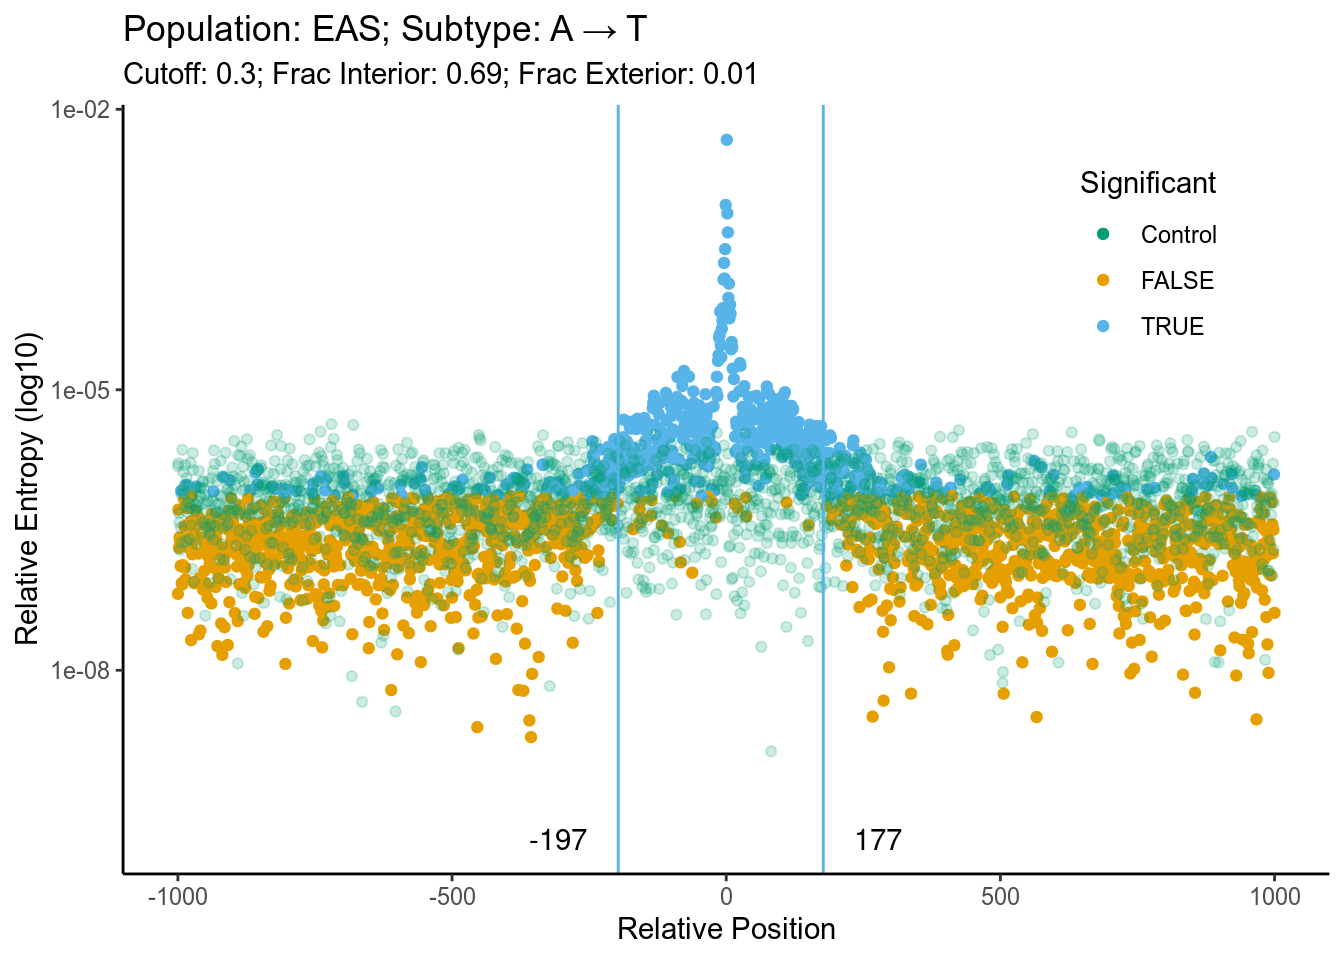 Population: EAS; Subtype: A → T
Cutoff: 0.3; Frac Interior: 0.69; Frac Exterior: 0.01
1e-02
1e-05
1e-08
Relative Entropy (log10)
Significant
Control
FALSE
TRUE
-197
177
-1000
-500
0
500
1000
Relative Position